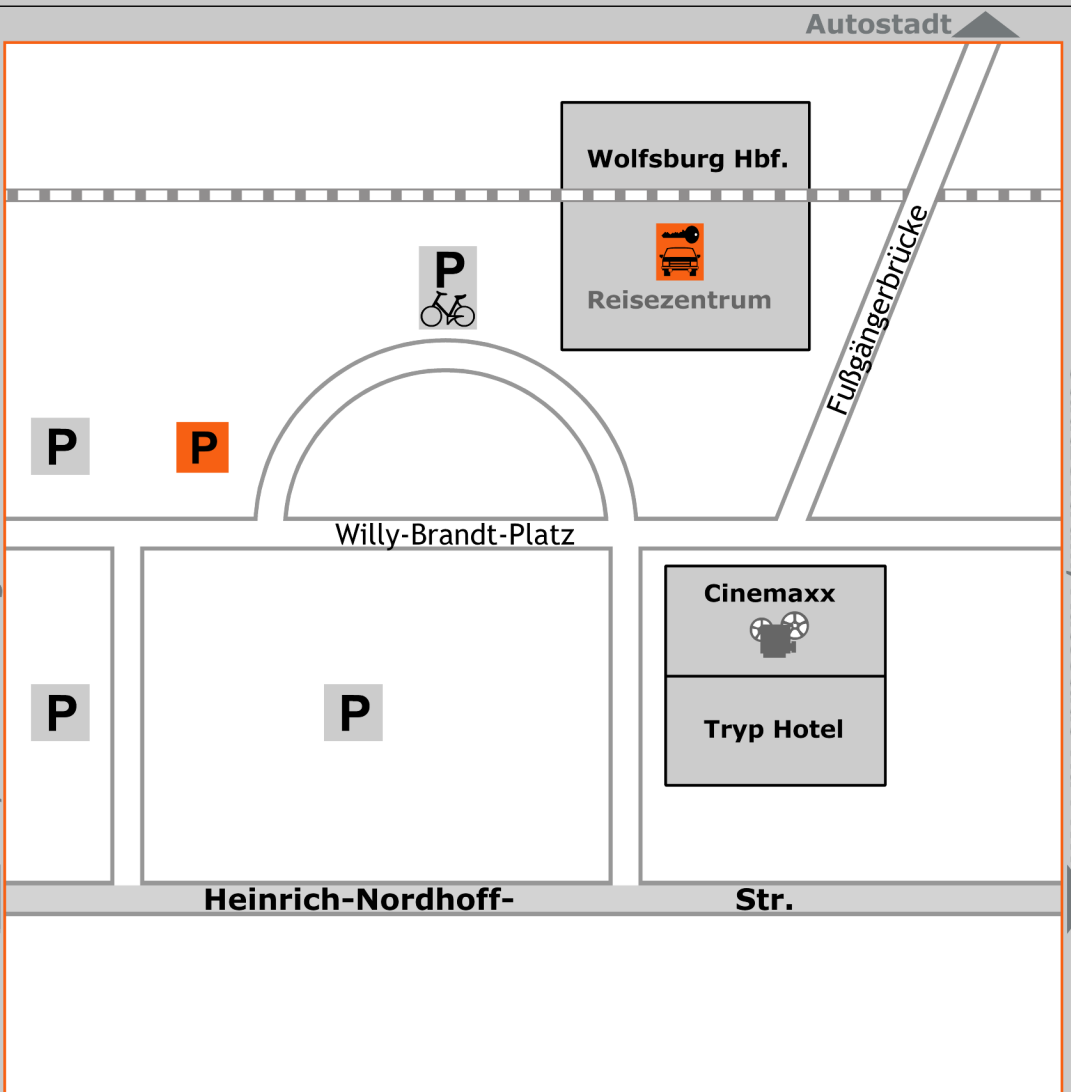 Autostadt
Wolfsburg Hbf.
Reisezentrum
Fußgängerbrücke
P
P
P
Willy-Brandt-Platz
Cinemaxx
P
P
Tryp Hotel
Heinrich-Nordhoff- Str.